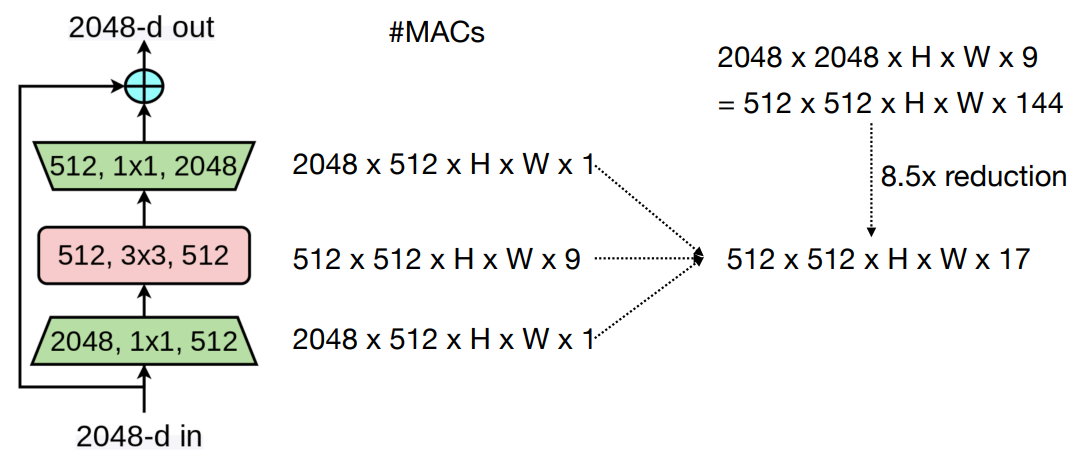 2048-d out
#MACs
2048 x 2048 x H x W x 9
= 512 x 512 x H x W x 144
512, 1x1, 2048
2048 x 512 x H x W x 1
8.5x reduction
512, 3x3, 512
512 x 512 x H x W x 9
512 x 512 x H x W x 17
2048, 1x1, 512
2048 x 512 x H x W x 1
2048-d in